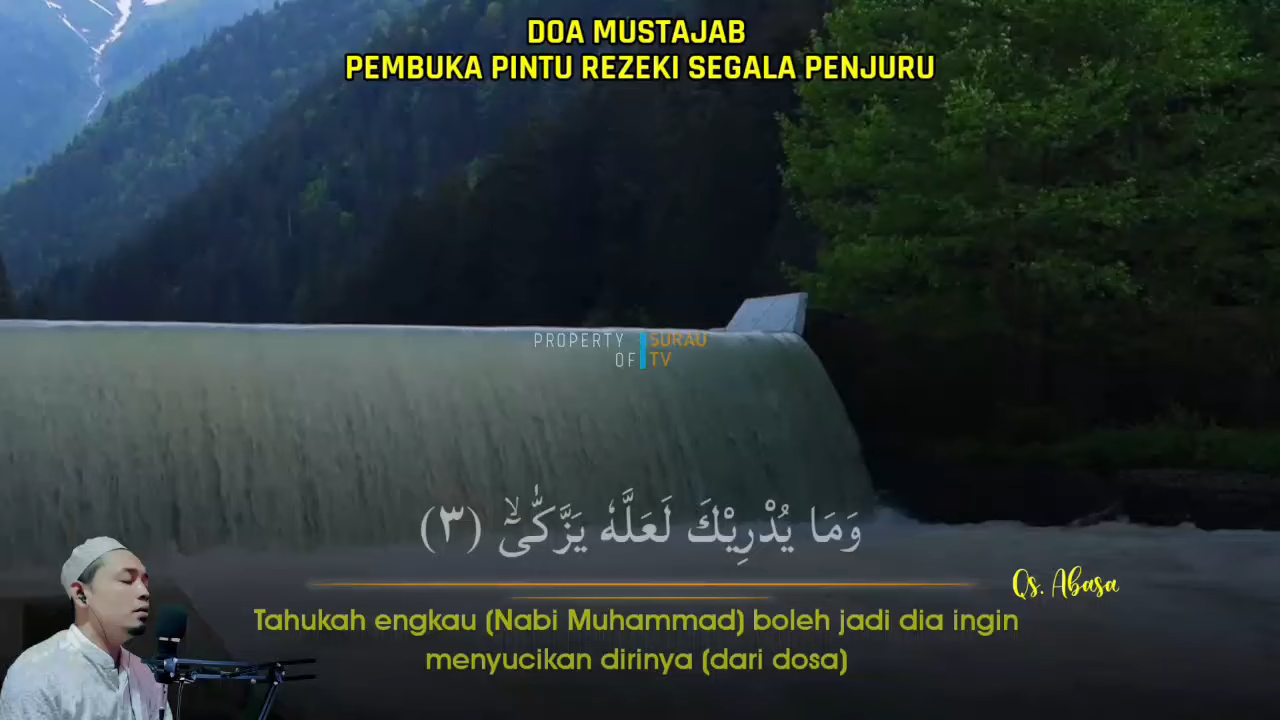 DOA MUSTAJAB
PEMBUKA PINTU REZEKI SEGALA PENJURU
PROPERTY OF SURAU TV
وَمَا يُدْرِيْكَ لَعَلَّهٗ يَزَّكّٰىٓۙ (٣)
Qs. Abasa
Tahukah engkau (Nabi Muhammad) boleh jadi dia ingin
menyucikan dirinya (dari dosa)